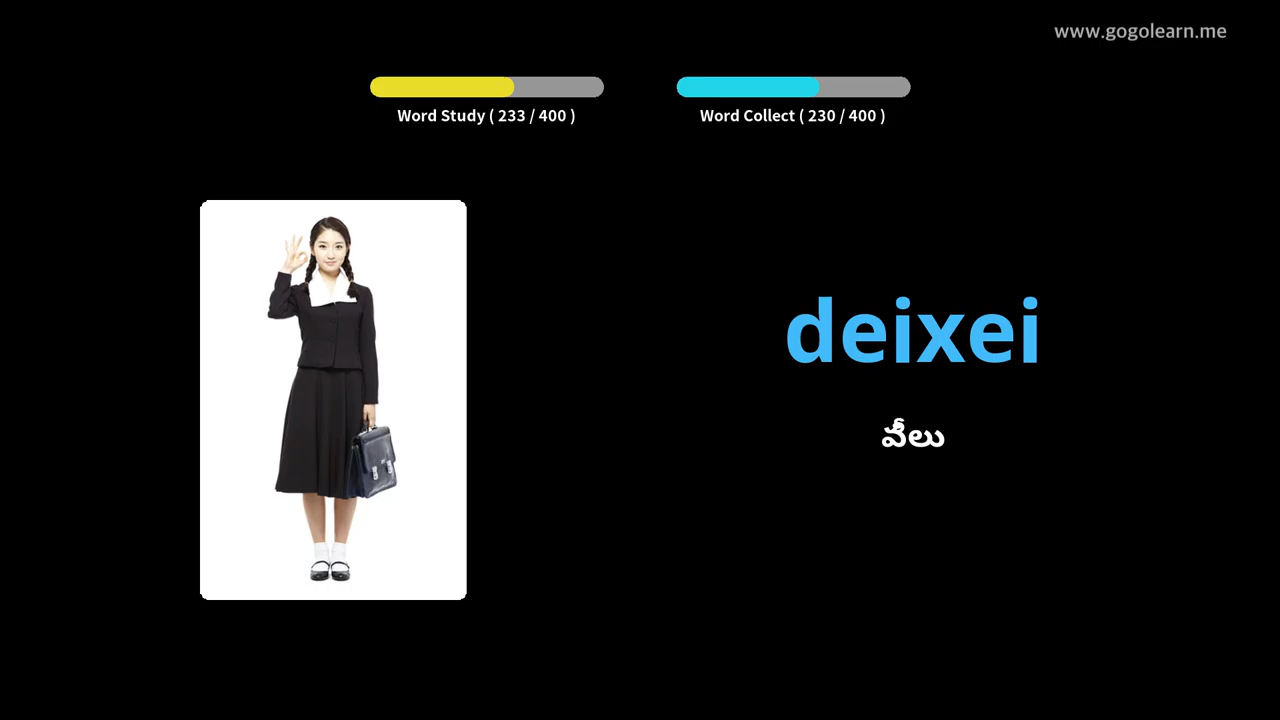 www.gogolearn.me
Word Study ( 233 / 400 )
Word Collect ( 230 / 400 )
deixei
వీలు